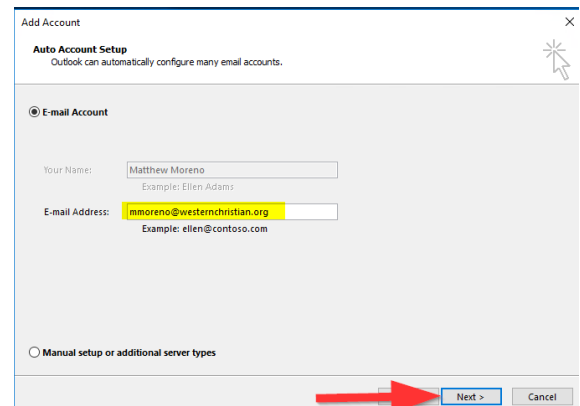 Add Account
Auto Account Setup
Outlook can automatically configure many email accounts.
E-mail Account
Your Name: Matthew Moreno
Example: Ellen Adams
E-mail Address: mmoreno@westernchristian.org
Example: ellen@contoso.com
Manual setup or additional server types
Next > Cancel